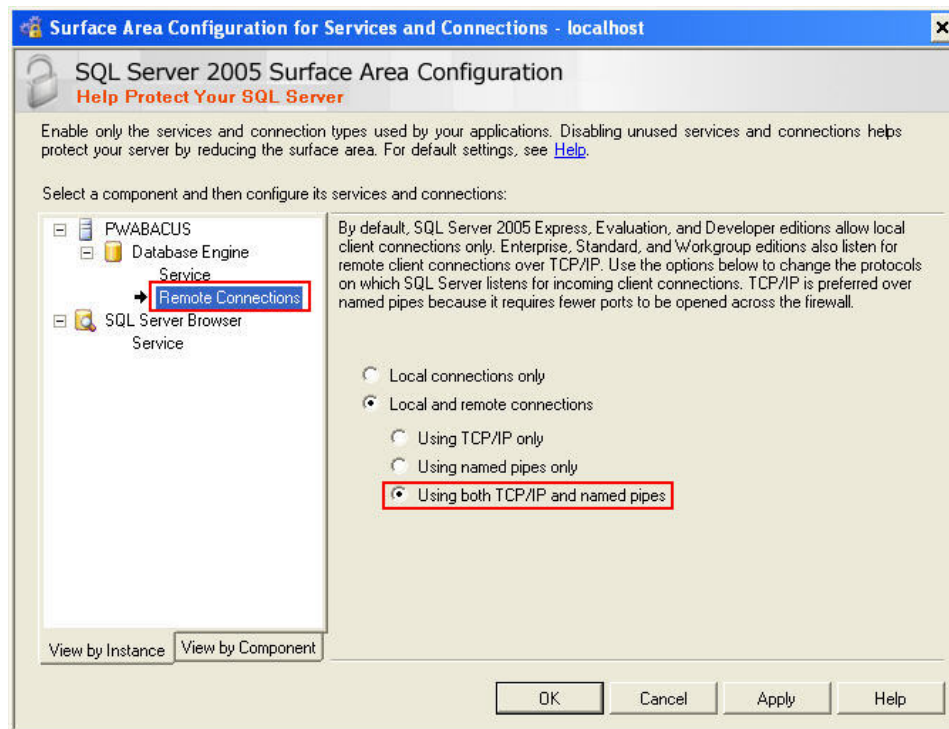 Surface Area Configuration for Services and Connections - localhost
SQL Server 2005 Surface Area Configuration
Help Protect Your SQL Server
Enable only the services and connection types used by your applications. Disabling unused services and connections helps
protect your server by reducing the surface area. For default settings, see Help.
Select a component and then configure its services and connections:
PWABACUS
Database Engine
Service
Remote Connections
SQL Server Browser
Service
View by Instance
View by Component
By default, SQL Server 2005 Express, Evaluation, and Developer editions allow local
client connections only. Enterprise, Standard, and Workgroup editions also listen for
remote client connections over TCP/IP. Use the options below to change the protocols
on which SQL Server listens for incoming client connections. TCP/IP is preferred over
named pipes because it requires fewer ports to be opened across the firewall.
Local connections only
Local and remote connections
Using TCP/IP only
Using named pipes only
Using both TCP/IP and named pipes
OK
Cancel
Apply
Help